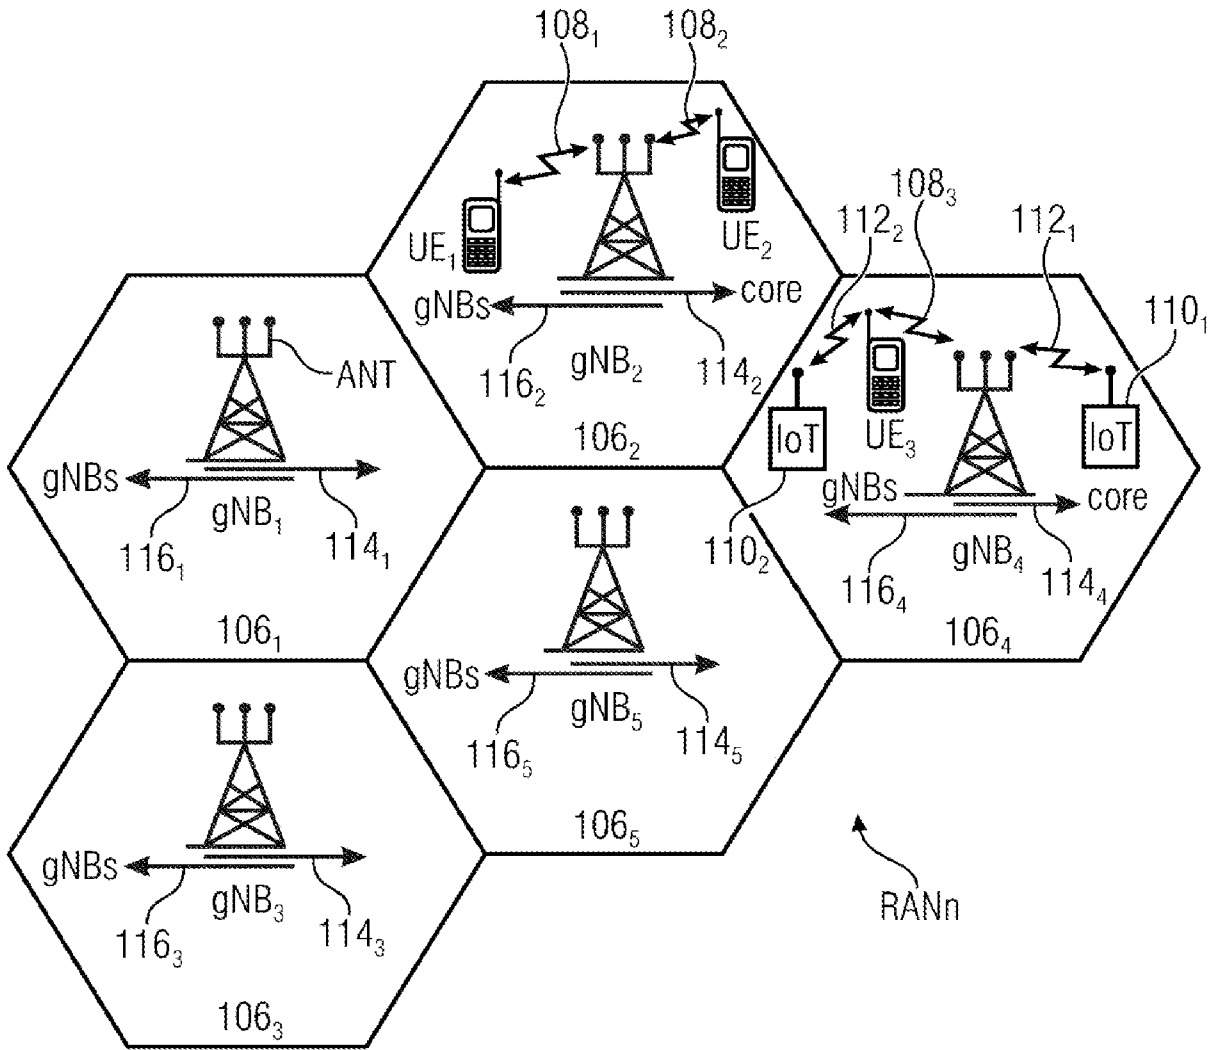 108₁ 108₂
UE₁ UE₂
108₃
112₂ 112₁
gNBs core
110₁
ANT
gNB₂
116₂ 114₂
IoT UE₃ IoT
106₂
gNBs
gNBs core
gNB₁
116₁ 114₁
110₂
gNB₄
116₄ 114₄
106₁ 106₄
gNBs
gNB₅
116₅ 114₅
106₅
gNBs
gNB₃
RANn
116₃ 114₃
106₃